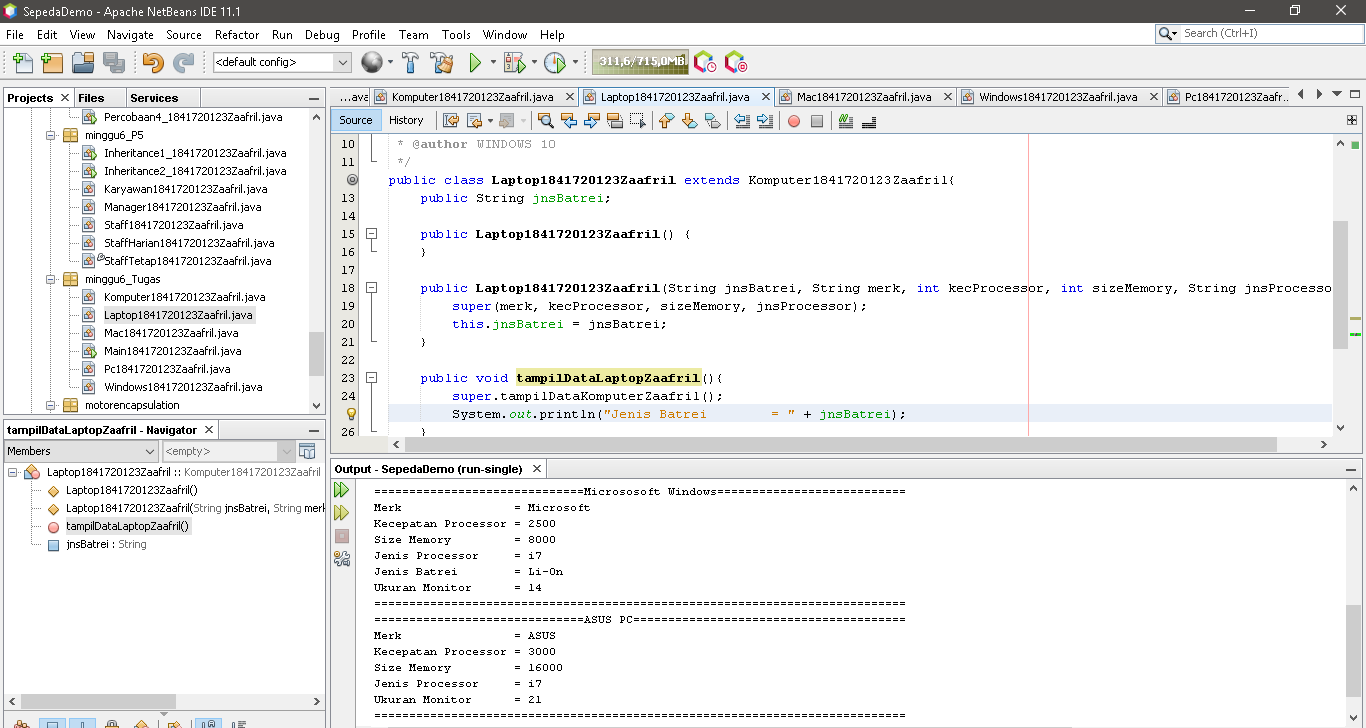 SepedaDemo - Apache NetBeans IDE 11.1
File Edit View Navigate Source Refactor Run Debug Profile Team Tools Window Help
Search (Ctrl+I)
<default config>
311,6/715,0MB
Projects Files Services
Percobaan4_1841720123Zaafril.java
minggu6_P5
Inheritance1_1841720123Zaafril.java
Inheritance2_1841720123Zaafril.java
Karyawan1841720123Zaafril.java
Manager1841720123Zaafril.java
Staff1841720123Zaafril.java
StaffHarian1841720123Zaafril.java
StaffTetap1841720123Zaafril.java
minggu6_Tugas
Komputer1841720123Zaafril.java
Laptop1841720123Zaafril.java
Mac1841720123Zaafril.java
Main1841720123Zaafril.java
Pc1841720123Zaafril.java
Windows1841720123Zaafril.java
motorencapsulation
tampilDataLaptopZaafril - Navigator
Members <empty>
Laptop1841720123Zaafril :: Komputer1841720123Zaafril
Laptop1841720123Zaafril()
Laptop1841720123Zaafril(String jnsBatrei, String merk
tampilDataLaptopZaafril()
jnsBatrei : String
...ava Komputer1841720123Zaafril.java Laptop1841720123Zaafril.java Mac1841720123Zaafril.java Windows1841720123Zaafril.java Pc1841720123Zaafr...
Source History
10 * @author WINDOWS 10
11 */
public class Laptop1841720123Zaafril extends Komputer1841720123Zaafril{
13 public String jnsBatrei;
14
15 public Laptop1841720123Zaafril() {
16 }
17
18 public Laptop1841720123Zaafril(String jnsBatrei, String merk, int kecProcessor, int sizeMemory, String jnsProcesso
19 super(merk, kecProcessor, sizeMemory, jnsProcessor);
20 this.jnsBatrei = jnsBatrei;
21 }
22
23 public void tampilDataLaptopZaafril(){
24 super.tampilDataKomputerZaafril();
System.out.println("Jenis Batrei         = " + jnsBatrei);
26 }
Output - SepedaDemo (run-single)
==============================Micrososoft Windows===========================
Merk                = Microsoft
Kecepatan Processor = 2500
Size Memory         = 8000
Jenis Processor     = i7
Jenis Batrei        = Li-On
Ukuran Monitor      = 14
============================================================================
==============================ASUS PC=======================================
Merk                = ASUS
Kecepatan Processor = 3000
Size Memory         = 16000
Jenis Processor     = i7
Ukuran Monitor      = 21
============================================================================